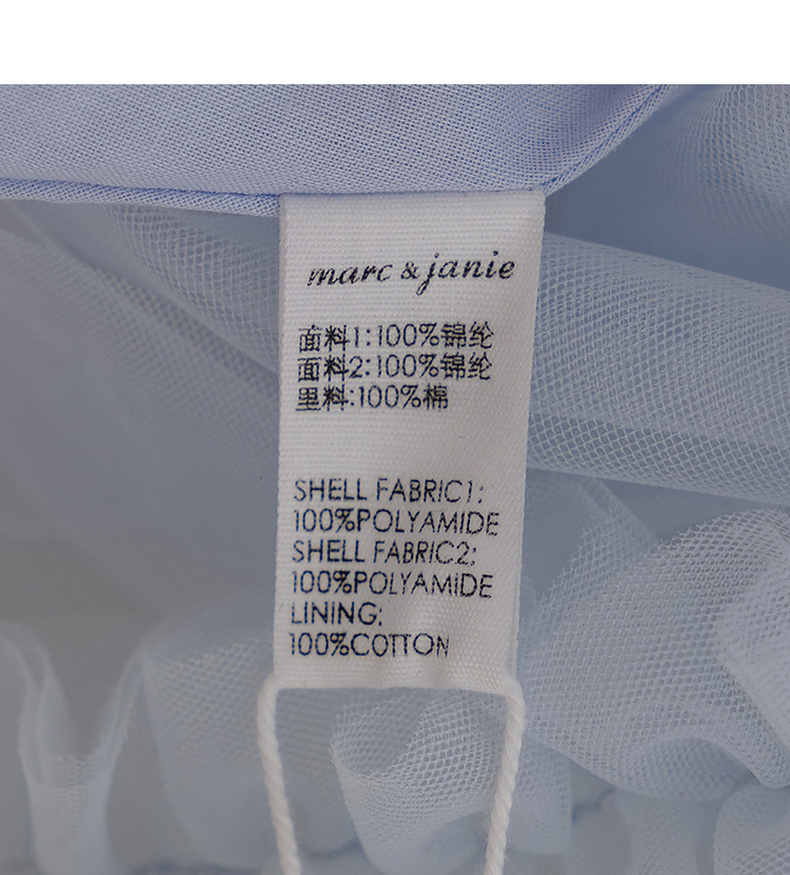 marc & janie
面料1:100%锦纶
面料2:100%锦纶
里料:100%棉
SHELL FABRIC1:
100%POLYAMIDE
SHELL FABRIC2:
100%POLYAMIDE
LINING:
100%COTTON